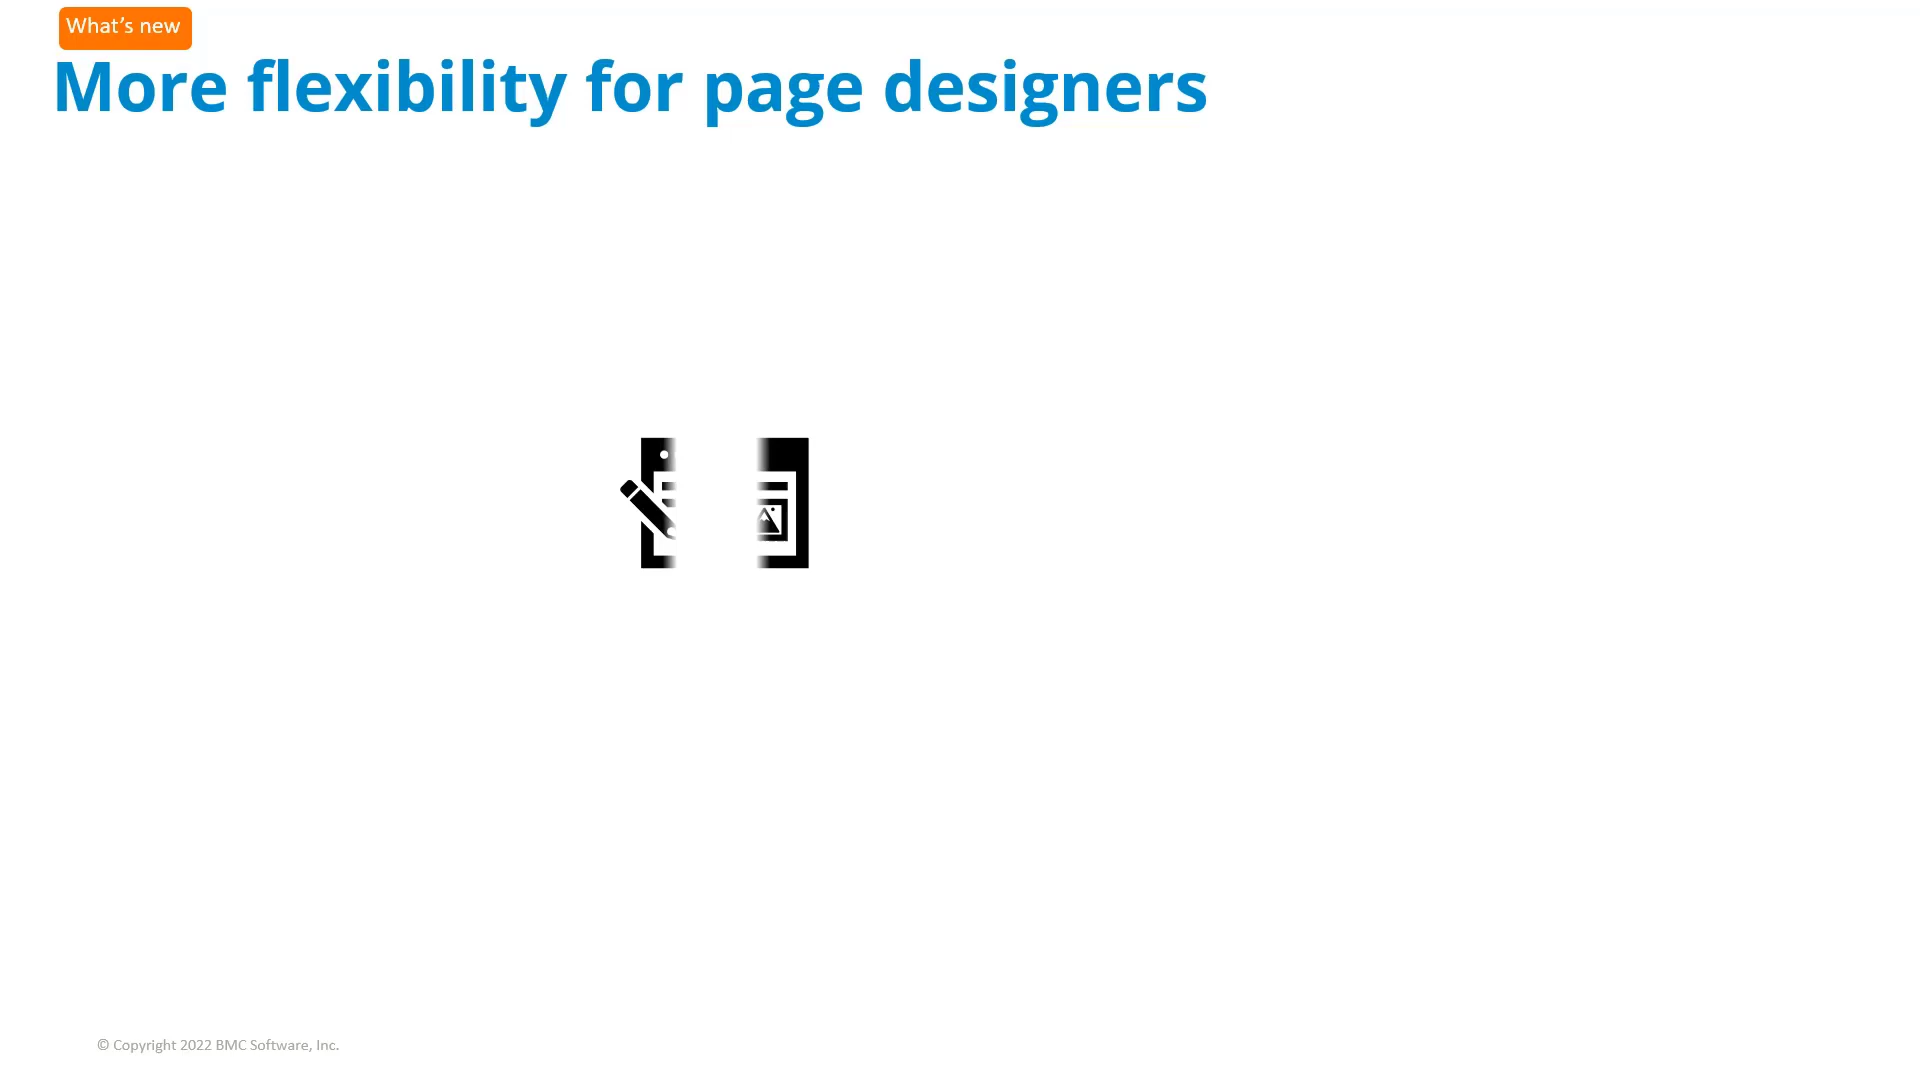 What’s new
More flexibility for page designers
© Copyright 2022 BMC Software, Inc.